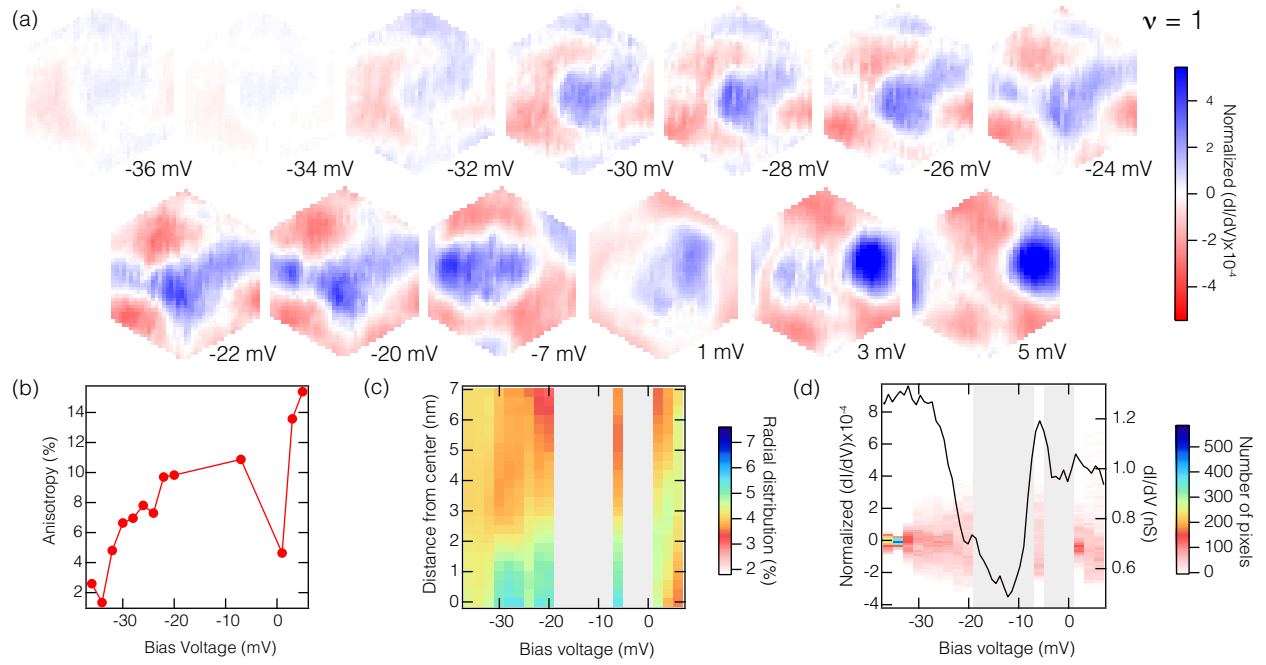 (a)
ν = 1
-36 mV
-34 mV
-32 mV
-30 mV
-28 mV
-26 mV
-24 mV
-22 mV
-20 mV
-7 mV
1 mV
3 mV
5 mV
4
2
0
-2
-4
Normalized (dI/dV)x10⁻⁴
(b)
14
12
10
8
6
4
2
Anisotropy (%)
-30
-20
-10
0
Bias Voltage (mV)
(c)
7
6
5
4
3
2
1
0
Distance from center (nm)
-30
-20
-10
0
Bias voltage (mV)
7
6
5
4
3
2
Radial distribution (%)
(d)
8
6
4
2
0
-2
-4
Normalized (dI/dV)x10⁻⁴
-30
-20
-10
0
Bias voltage (mV)
1.2
1.0
0.8
0.6
dI/dV (nS)
500
400
300
200
100
0
Number of pixels